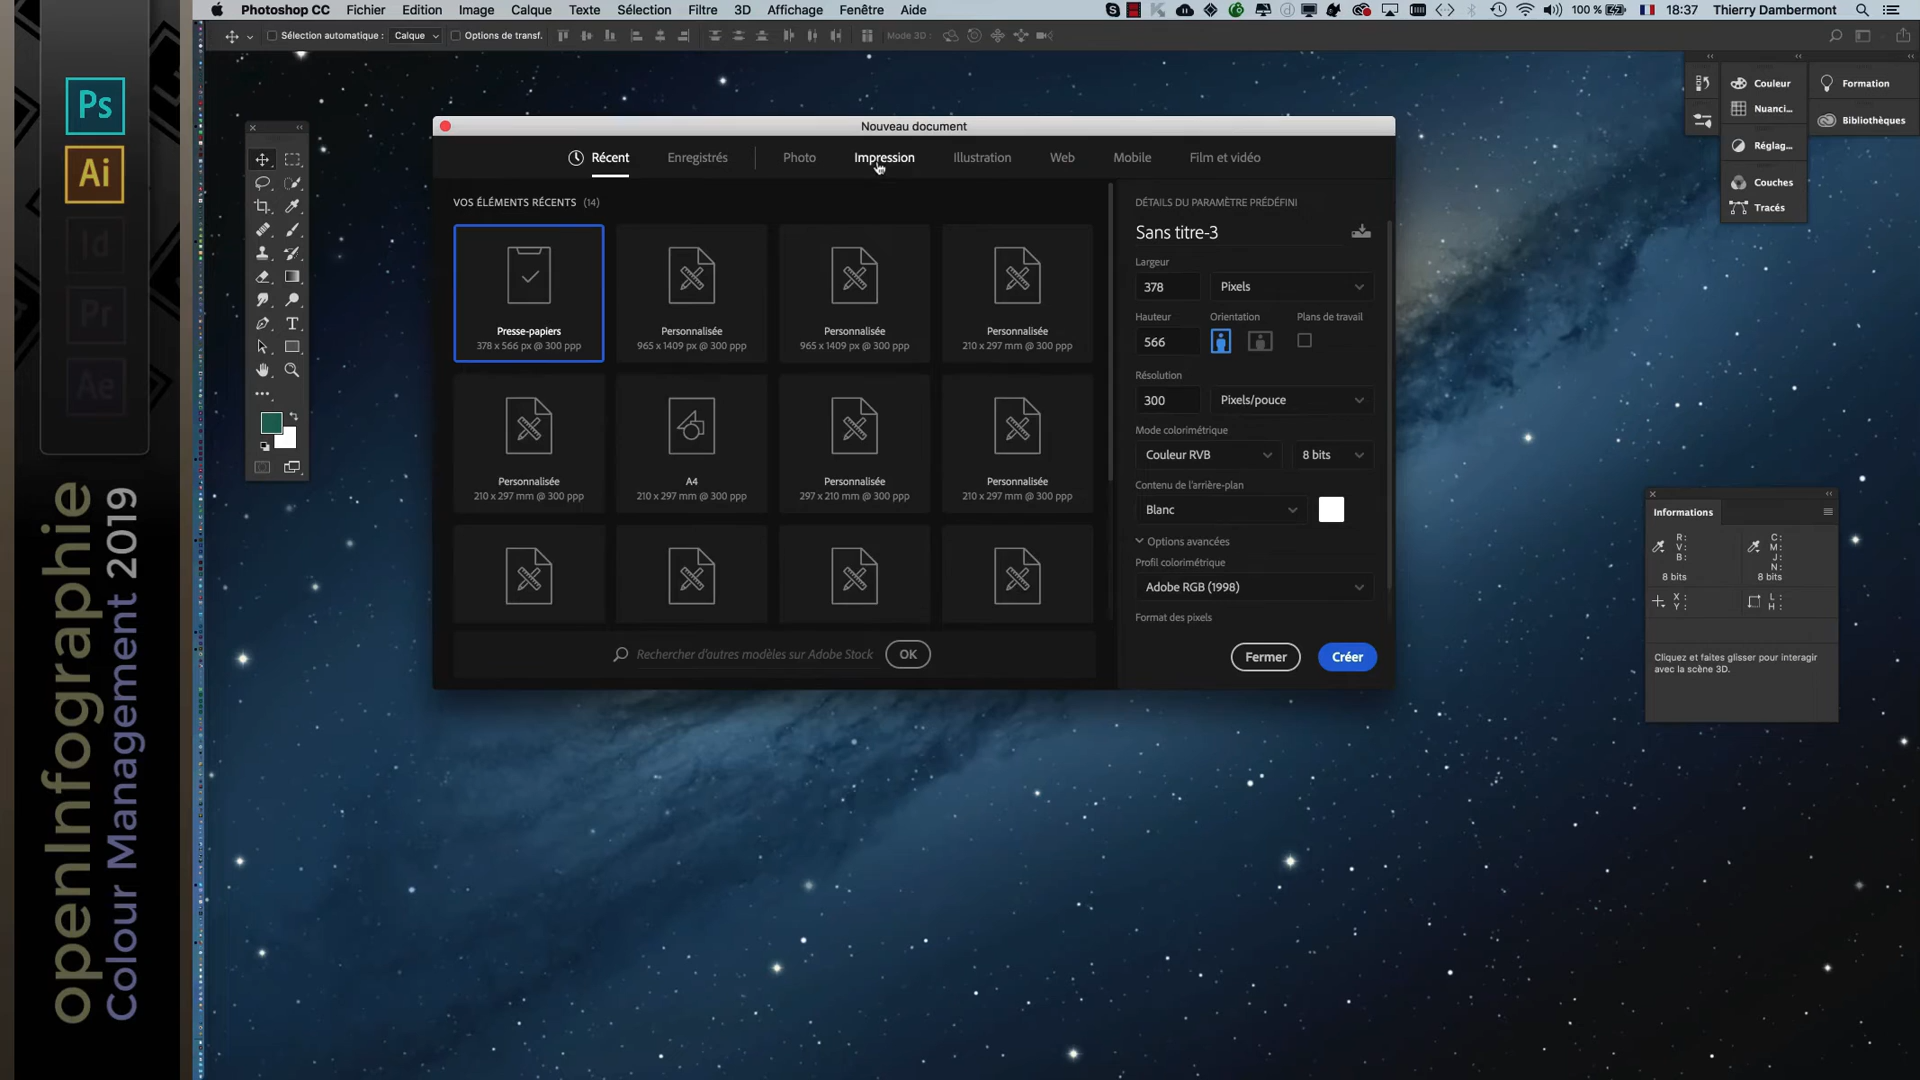 Photoshop CC Fichier Edition Image Calque Texte Sélection Filtre 3D Affichage Fenêtre Aide
100 % 18:37 Thierry Dambermont
Sélection automatique : Calque Options de transf. Mode 3D :
Ps
Ai
Id
Pr
Ae
openInfographie
Colour Management 2019
Nouveau document
Récent Enregistrés Photo Impression Illustration Web Mobile Film et vidéo
VOS ÉLÉMENTS RÉCENTS (14)
Presse-papiers
378 x 566 px @ 300 ppp
Personnalisée
965 x 1409 px @ 300 ppp
Personnalisée
965 x 1409 px @ 300 ppp
Personnalisée
210 x 297 mm @ 300 ppp
Personnalisée
210 x 297 mm @ 300 ppp
A4
210 x 297 mm @ 300 ppp
Personnalisée
297 x 210 mm @ 300 ppp
Personnalisée
210 x 297 mm @ 300 ppp
Rechercher d'autres modèles sur Adobe Stock OK
DÉTAILS DU PARAMÈTRE PRÉDÉFINI
Sans titre-3
Largeur
378 Pixels
Hauteur Orientation Plans de travail
566
Résolution
300 Pixels/pouce
Mode colorimétrique
Couleur RVB 8 bits
Contenu de l'arrière-plan
Blanc
Options avancées
Profil colorimétrique
Adobe RGB (1998)
Format des pixels
Fermer Créer
Couleur
Nuanci...
Réglag...
Couches
Tracés
Formation
Bibliothèques
Informations
R: C:
V: M:
B: J:
N:
8 bits 8 bits
X: L:
Y: H:
Cliquez et faites glisser pour interagir
avec la scène 3D.